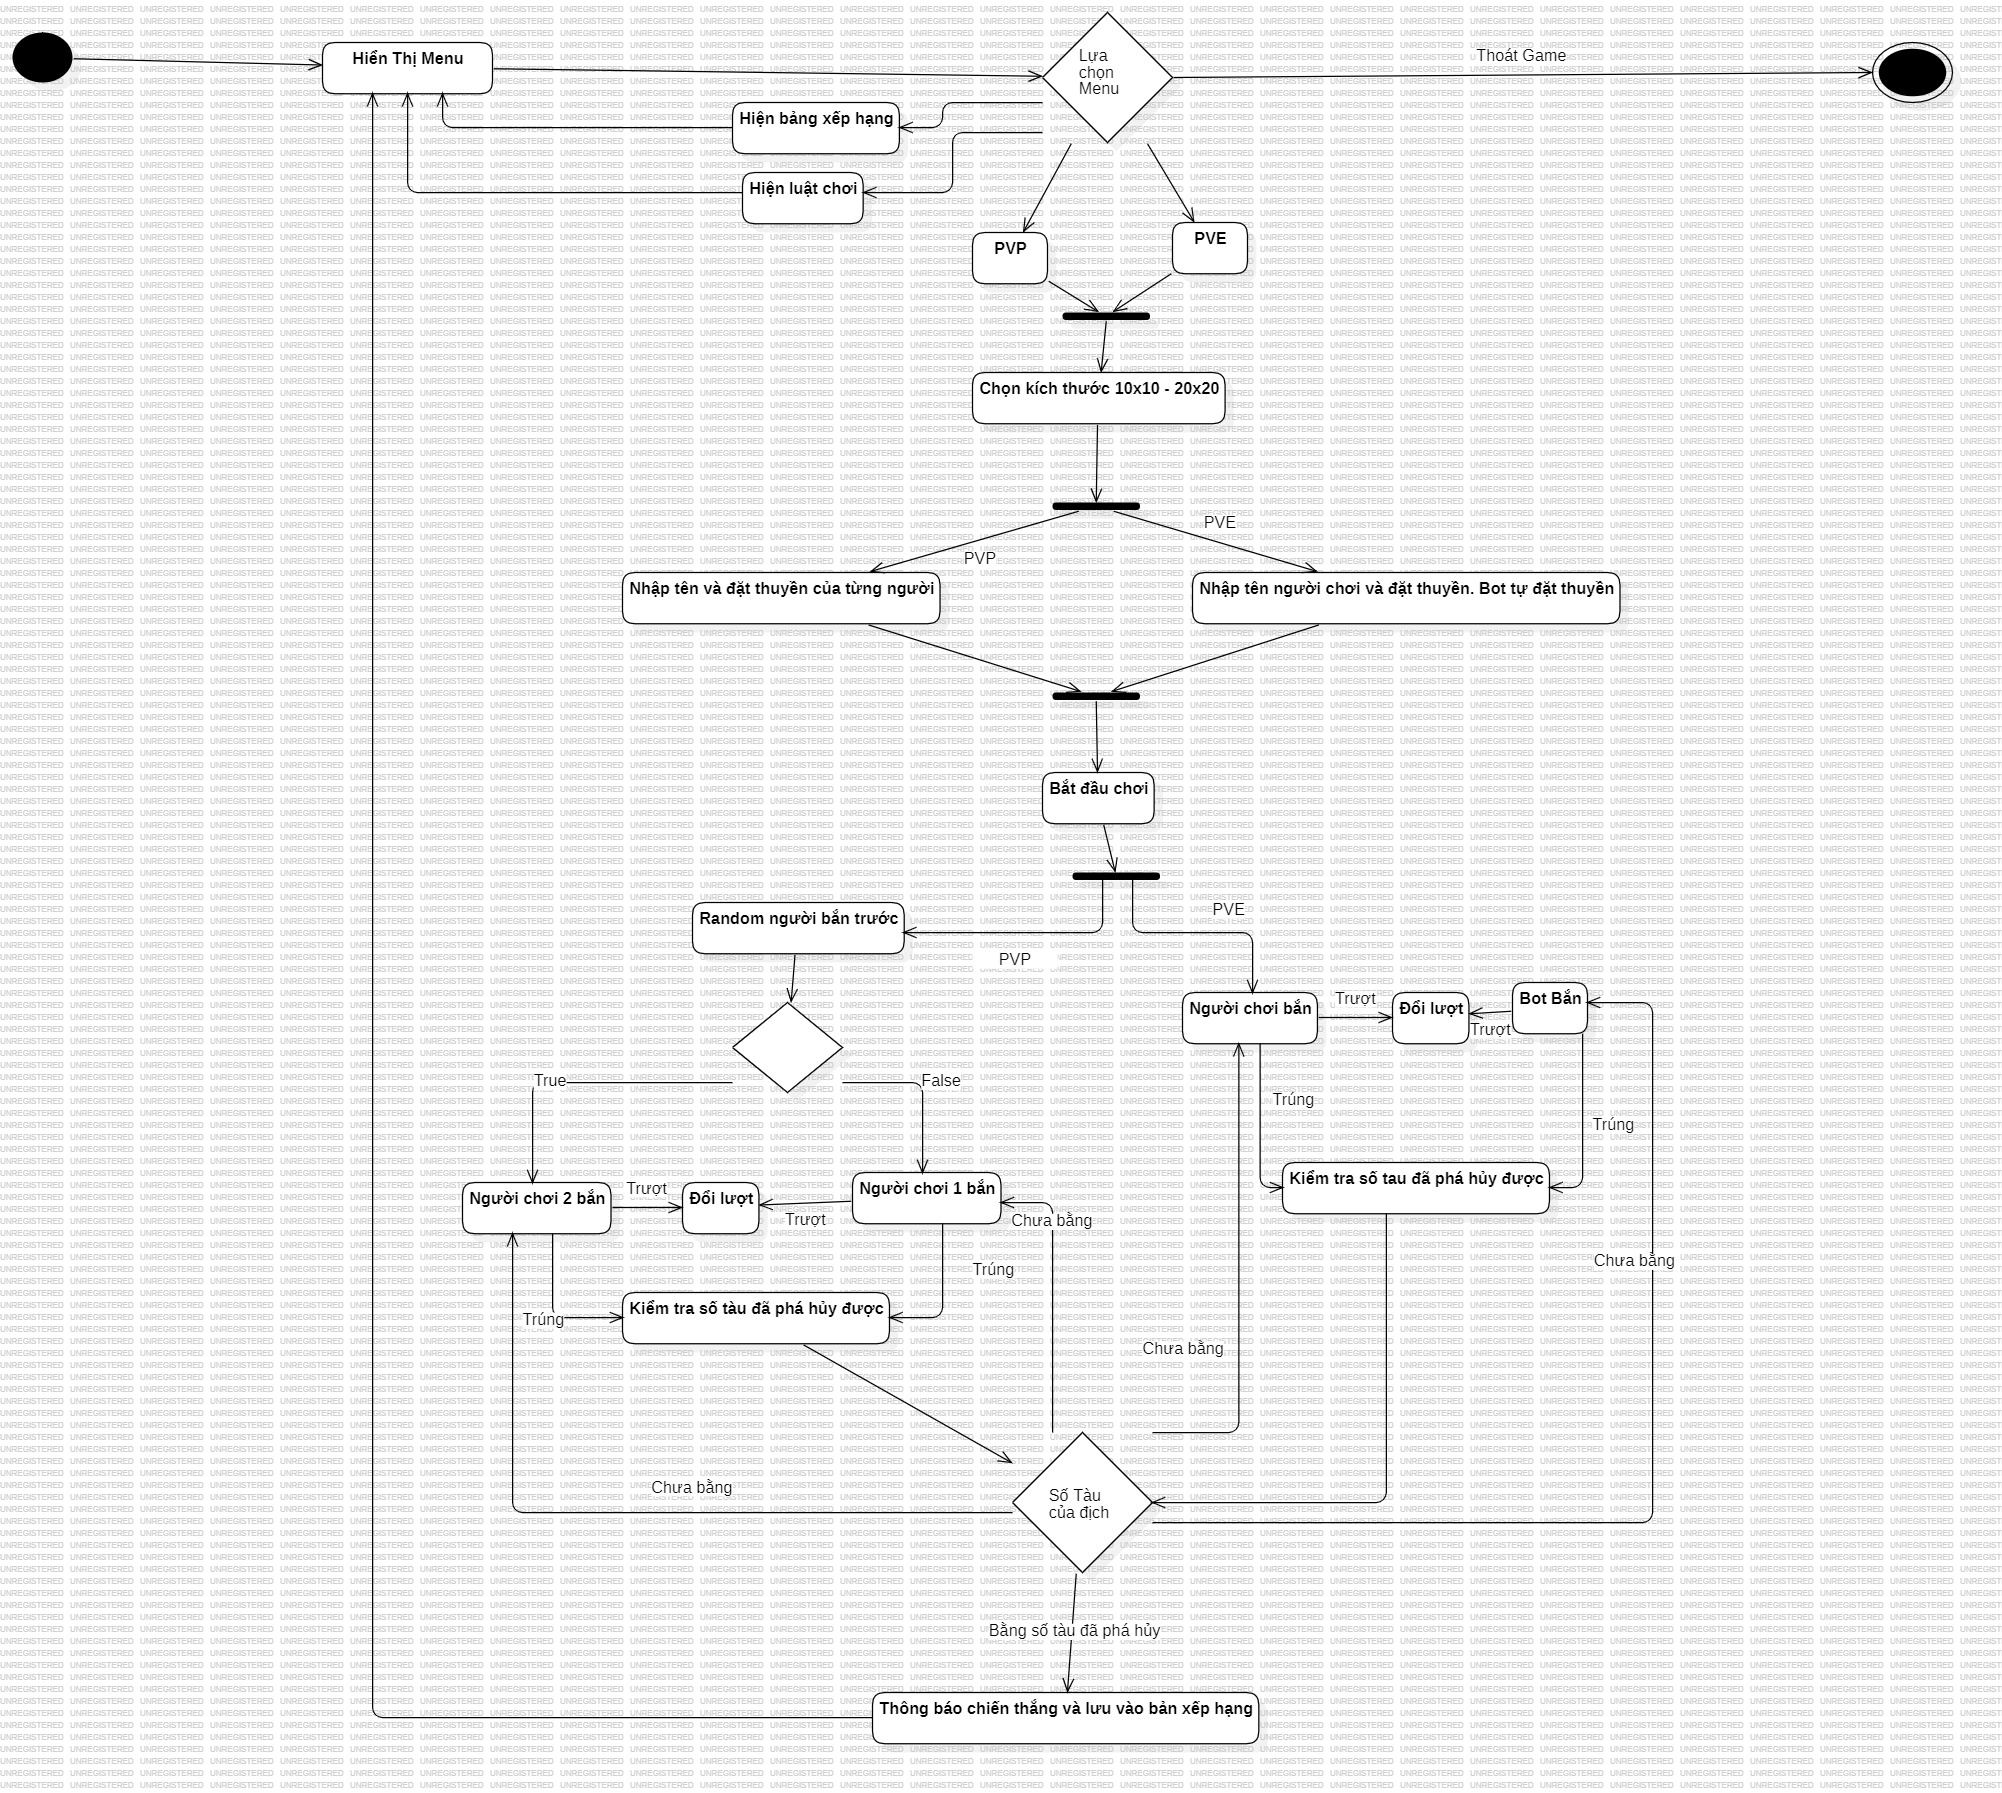 Hiển Thị Menu
Lựa
chọn
Menu
Thoát Game
Hiện bảng xếp hạng
Hiện luật chơi
PVP
PVE
Chọn kích thước 10x10 - 20x20
PVE
PVP
Nhập tên và đặt thuyền của từng người
Nhập tên người chơi và đặt thuyền. Bot tự đặt thuyền
Bắt đầu chơi
Random người bắn trước
PVE
PVP
Người chơi bắn
Trượt
Đổi lượt
Trượt
Bot Bắn
True
False
Trúng
Trúng
Người chơi 2 bắn
Trượt
Đổi lượt
Trượt
Người chơi 1 bắn
Chưa bằng
Kiểm tra số tau đã phá hủy được
Trúng
Trúng
Kiểm tra số tàu đã phá hủy được
Chưa bằng
Chưa bằng
Chưa bằng
Số Tàu
của địch
Bằng số tàu đã phá hủy
Thông báo chiến thắng và lưu vào bản xếp hạng
UNREGISTERED